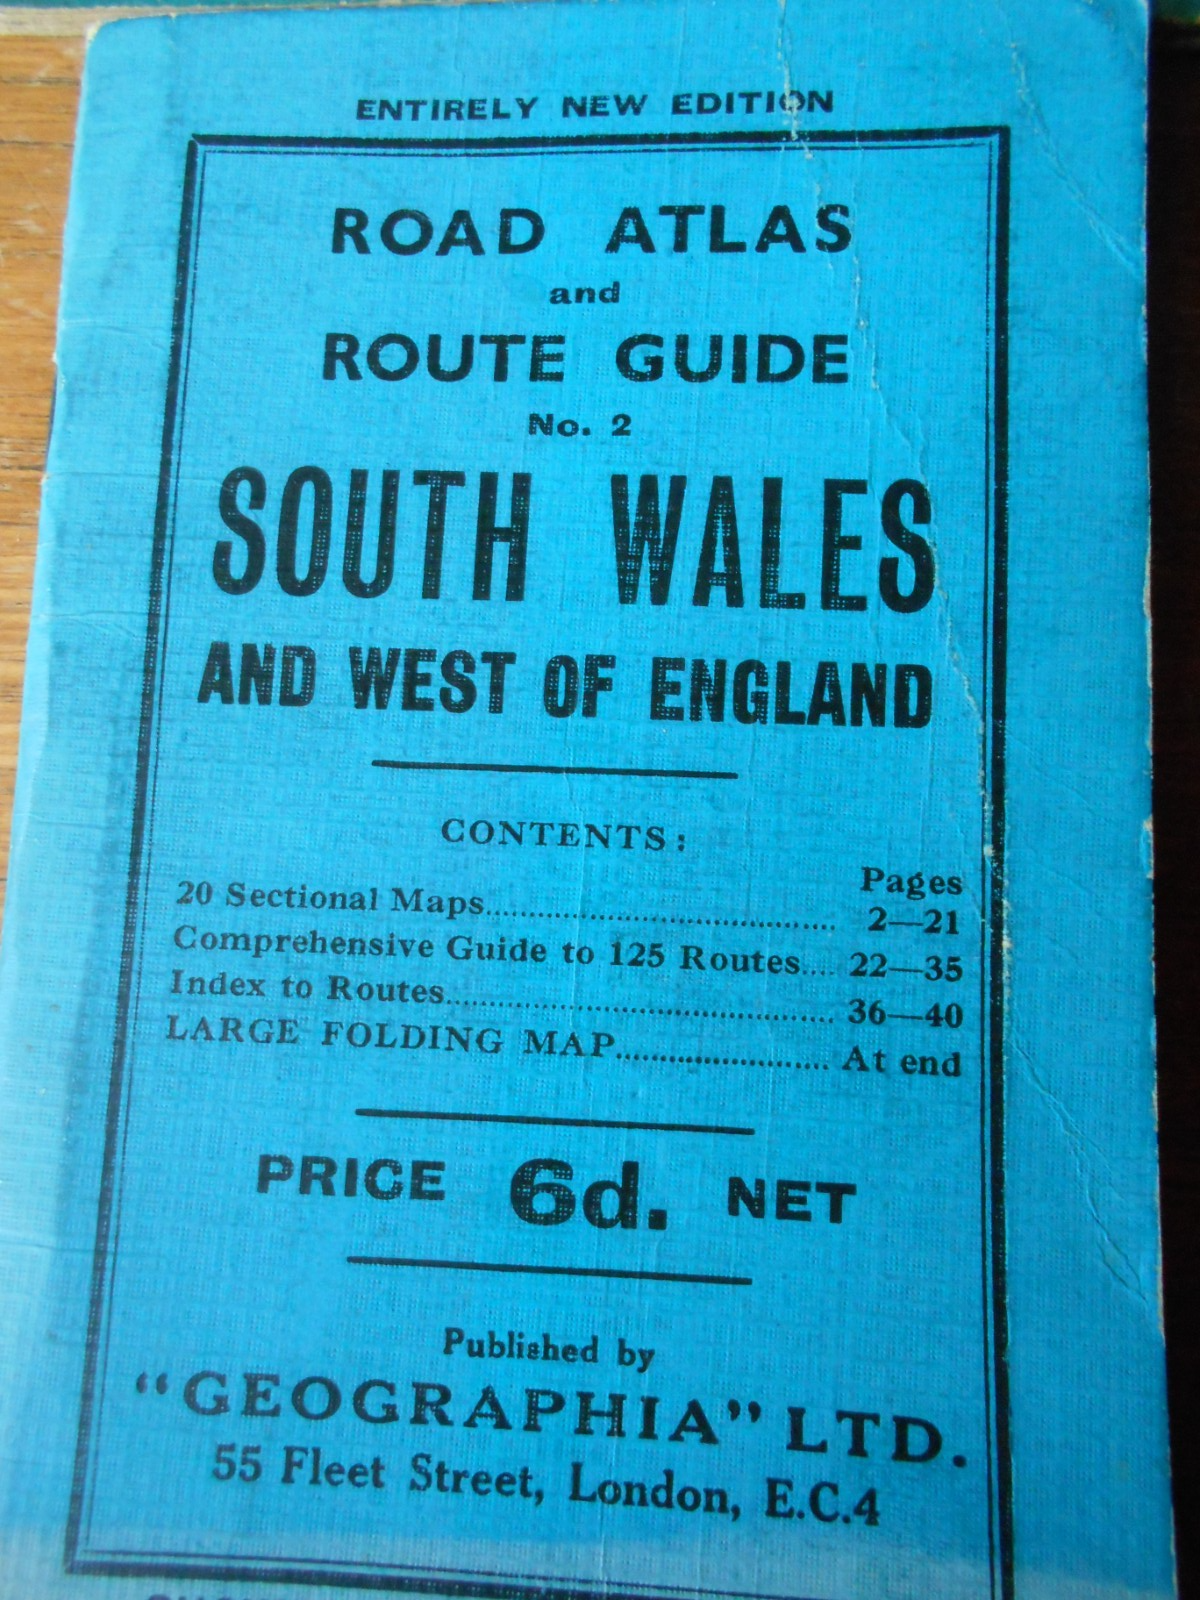 ENTIRELY NEW EDITION
ROAD ATLAS
and
ROUTE GUIDE
No. 2
SOUTH WALES
AND WEST OF ENGLAND
CONTENTS:
Pages
20 Sectional Maps.......................................... 2—21
Comprehensive Guide to 125 Routes.... 22—35
Index to Routes............................................. 36—40
LARGE FOLDING MAP......................... At end
PRICE 6d. NET
Published by
"GEOGRAPHIA" LTD.
55 Fleet Street, London, E.C.4